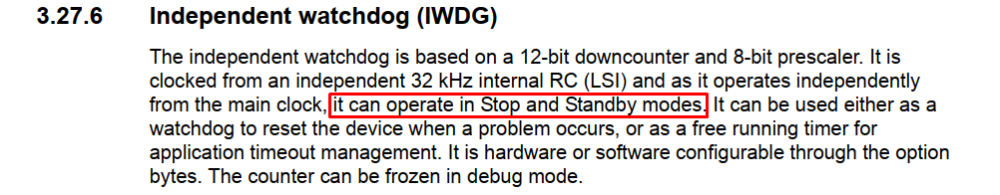 3.27.6 Independent watchdog (IWDG)
The independent watchdog is based on a 12-bit downcounter and 8-bit prescaler. It is
clocked from an independent 32 kHz internal RC (LSI) and as it operates independently
from the main clock, it can operate in Stop and Standby modes. It can be used either as a
watchdog to reset the device when a problem occurs, or as a free running timer for
application timeout management. It is hardware or software configurable through the option
bytes. The counter can be frozen in debug mode.